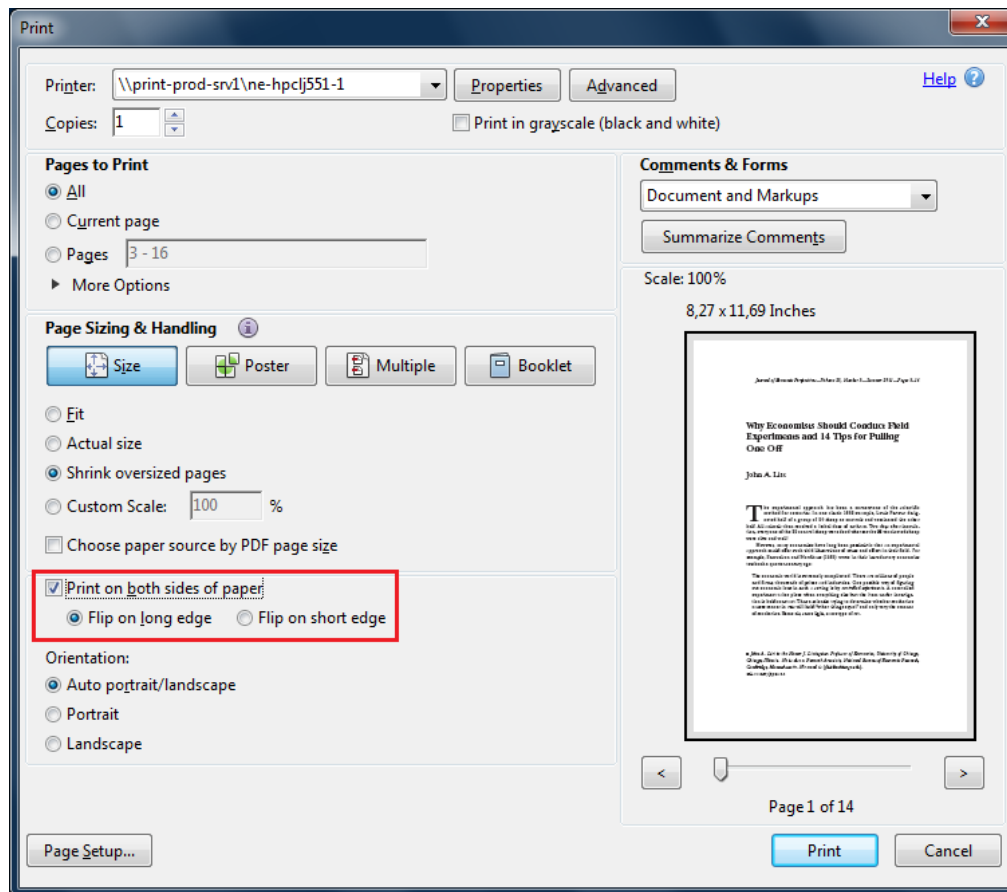 Print
Printer: \\print-prod-srv1\ne-hpclj551-1 Properties Advanced Help
Copies: 1 Print in grayscale (black and white)
Pages to Print
All
Current page
Pages 3 - 16
More Options
Comments & Forms
Document and Markups
Summarize Comments
Page Sizing & Handling
Size Poster Multiple Booklet
Fit
Actual size
Shrink oversized pages
Custom Scale: 100 %
Choose paper source by PDF page size
Print on both sides of paper
Flip on long edge Flip on short edge
Orientation:
Auto portrait/landscape
Portrait
Landscape
Scale: 100%
8,27 x 11,69 Inches
Why Economists Should Conduct Field
Experiments and 14 Tips for Pulling
One Off
John A. List
< >
Page 1 of 14
Page Setup... Print Cancel